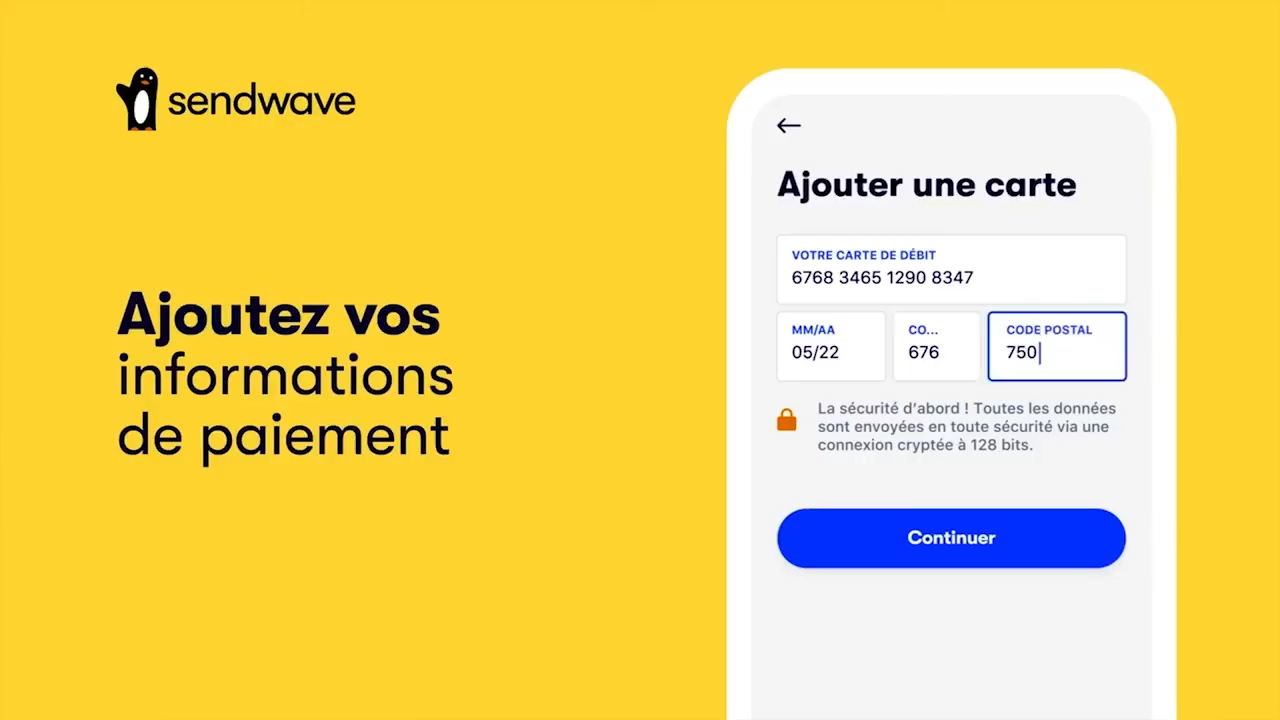 sendwave
Ajoutez vos
informations
de paiement
Ajouter une carte
VOTRE CARTE DE DÉBIT
6768 3465 1290 8347
MM/AA
05/22
CO...
676
CODE POSTAL
750
La sécurité d’abord ! Toutes les données
sont envoyées en toute sécurité via une
connexion cryptée à 128 bits.
Continuer